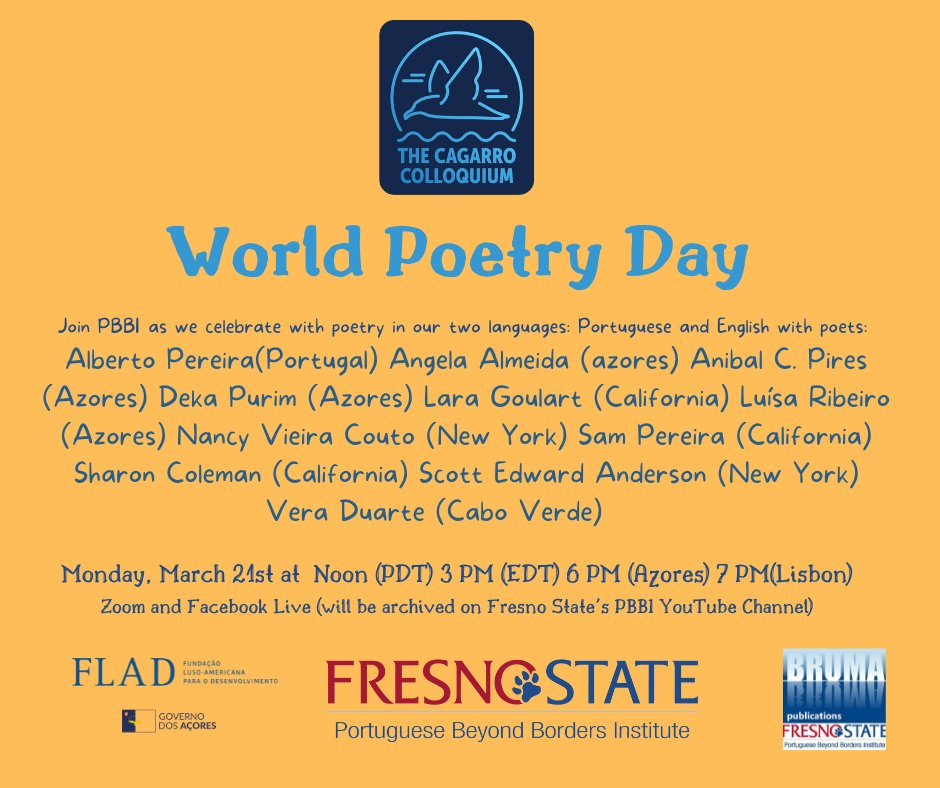 THE CAGARRO
COLLOQUIUM
World Poetry Day
Join PBBI as we celebrate with poetry in our two languages: Portuguese and English with poets:
Alberto Pereira(Portugal) Angela Almeida (azores) Anibal C. Pires
(Azores) Deka Purim (Azores) Lara Goulart (California) Luísa Ribeiro
(Azores) Nancy Vieira Couto (New York) Sam Pereira (California)
Sharon Coleman (California) Scott Edward Anderson (New York)
Vera Duarte (Cabo Verde)
Monday, March 21st at Noon (PDT) 3 PM (EDT) 6 PM (Azores) 7 PM(Lisbon)
Zoom and Facebook Live (will be archived on Fresno State's PBBI YouTube Channel)
FLAD
FUNDAÇÃO
LUSO-AMERICANA
PARA O DESENVOLVIMENTO
GOVERNO
DOS AÇORES
FRESNO STATE
Portuguese Beyond Borders Institute
BRUMA
publications
FRESNO STATE
Portuguese Beyond Borders Institute